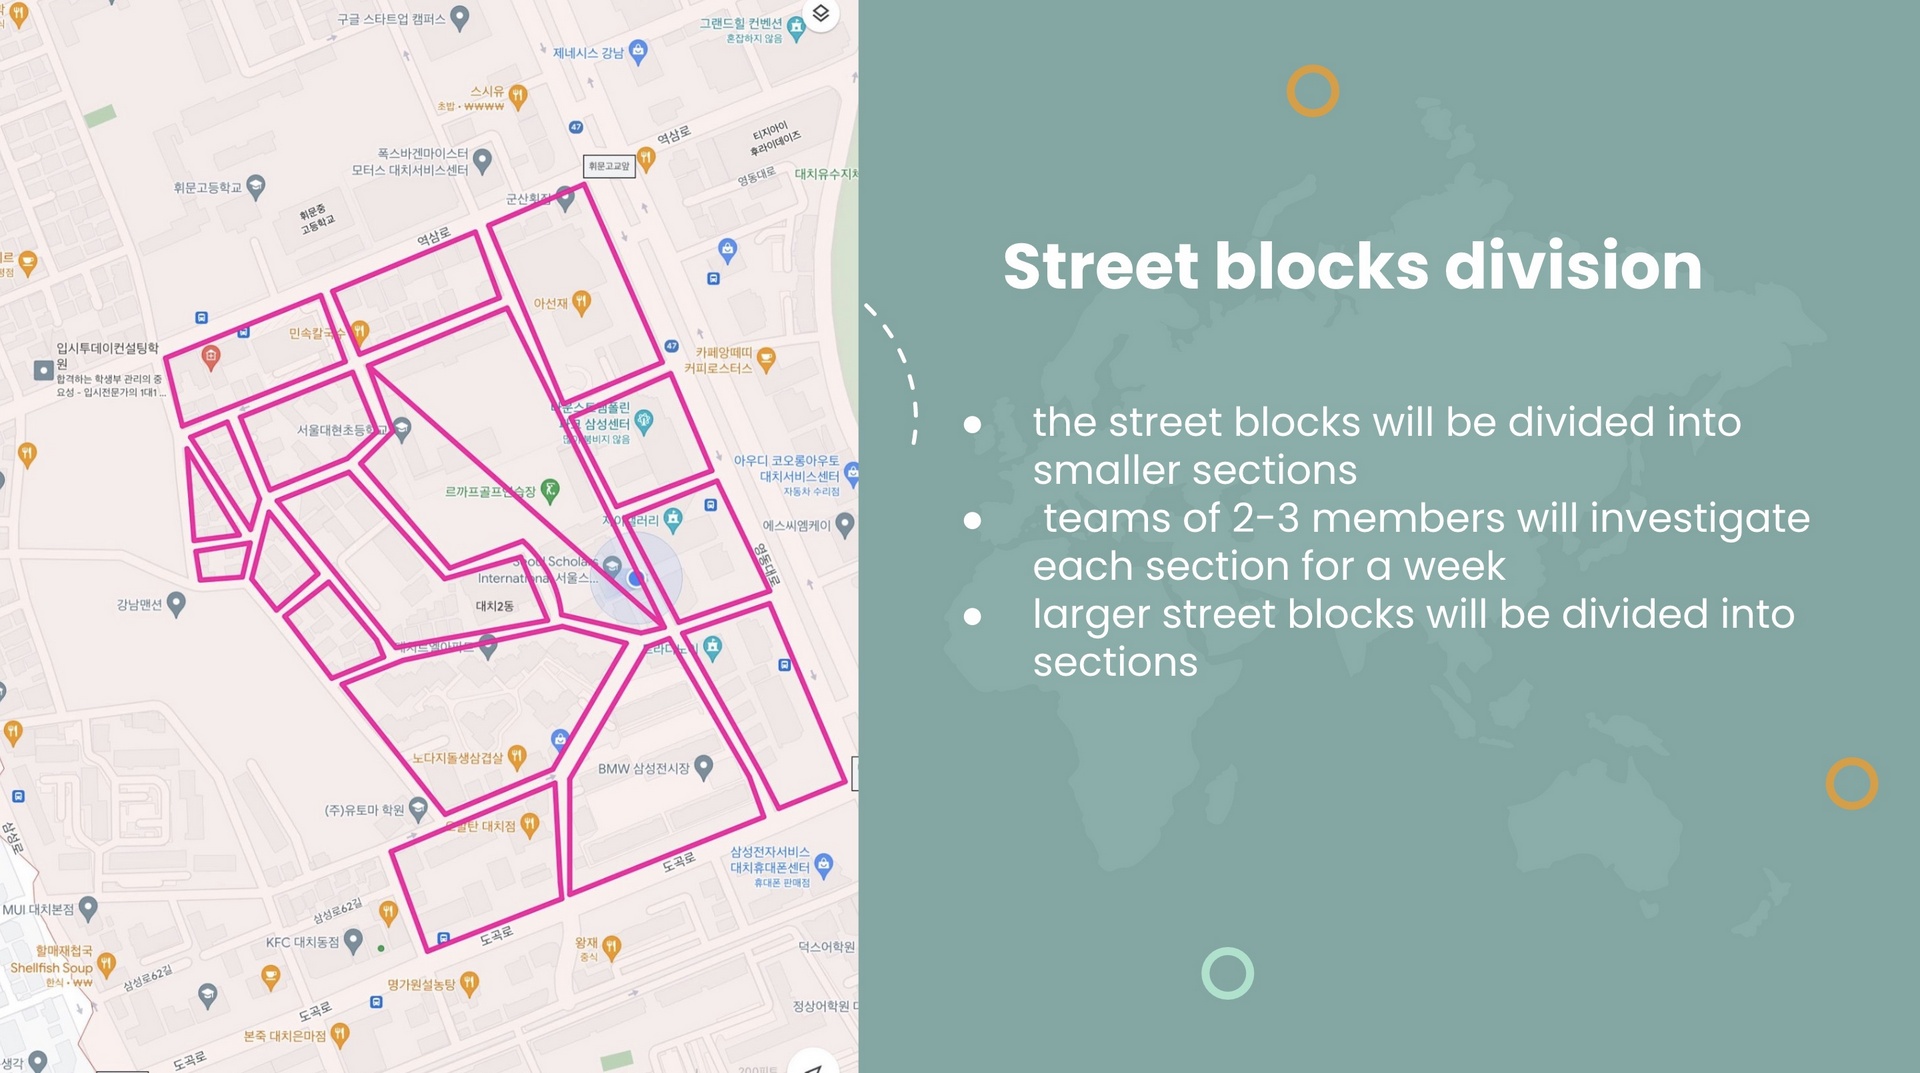 구글 스타트업 캠퍼스
그랜드힐 컨벤션
혼잡하지 않음
제네시스 강남
스시유
초밥 • ₩₩₩₩
47
역삼로
티지아이
후라이데이즈
휘문고교앞
폭스바겐마이스터
모터스 대치서비스센터
영동대로
대치유수지체
휘문고등학교
군산횟집
휘문중
고등학교
역삼로
아선재
민속칼국수
47
입시투데이컨설팅학
원
합격하는 학생부 관리의 중
요성 - 입시전문가의 1대1 ...
카페앙떼띠
커피로스터스
삼성센터
서울대현초등학교
아우디 코오롱아우토
대치서비스센터
자동차 수리점
르까프골프연습장
에스씨엠케이
영동대로
Seoul Scholars
International 서울스...
대치2동
강남맨션
노다지돌생삼겹살
BMW 삼성전시장
(주)유토마 학원
대치점
삼성로
도곡로
삼성전자서비스
대치휴대폰센터
휴대폰 판매점
MUI 대치본점
삼성로62길
KFC 대치동점
도곡로
왕재
중식
덕스어학원
할매재첩국
Shellfish Soup
한식 • ₩₩
삼성로62길
명가원설농탕
정상어학원 대
도곡로
본죽 대치은마점
도곡로
생각
200피트
Street blocks division
● the street blocks will be divided into
smaller sections
● teams of 2-3 members will investigate
each section for a week
● larger street blocks will be divided into
sections